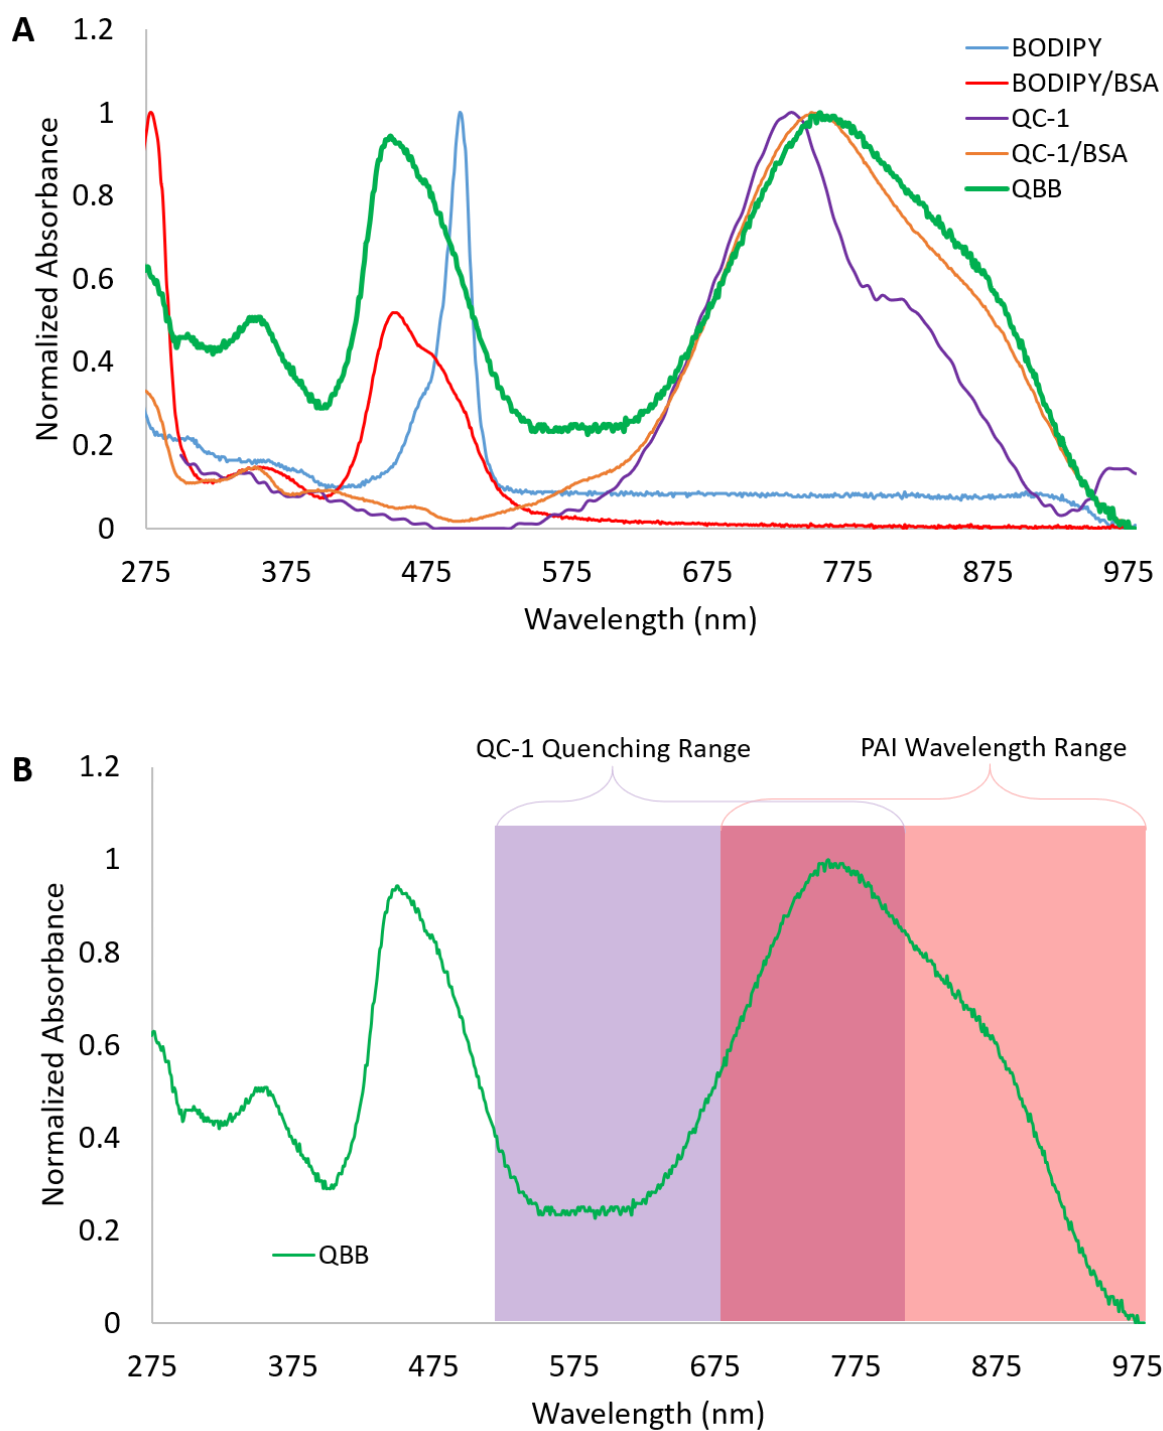 A
1.2
1
0.8
0.6
0.4
0.2
0
Normalized Absorbance
BODIPY
BODIPY/BSA
QC-1
QC-1/BSA
QBB
275 375 475 575 675 775 875 975
Wavelength (nm)
B
QC-1 Quenching Range PAI Wavelength Range
1.2
1
0.8
0.6
0.4
0.2
0
Normalized Absorbance
QBB
275 375 475 575 675 775 875 975
Wavelength (nm)